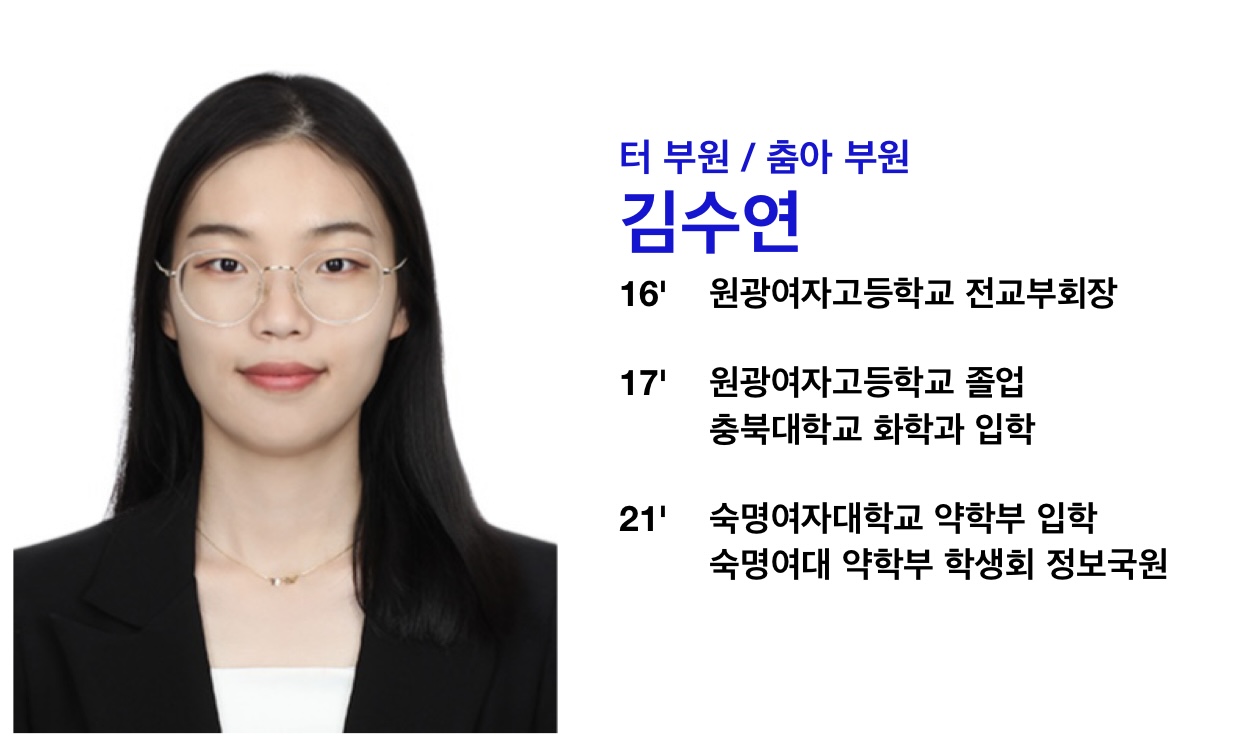 터 부원 / 춤아 부원
김수연
16' 원광여자고등학교 전교부회장
17' 원광여자고등학교 졸업
충북대학교 화학과 입학
21' 숙명여자대학교 약학부 입학
숙명여대 약학부 학생회 정보국원